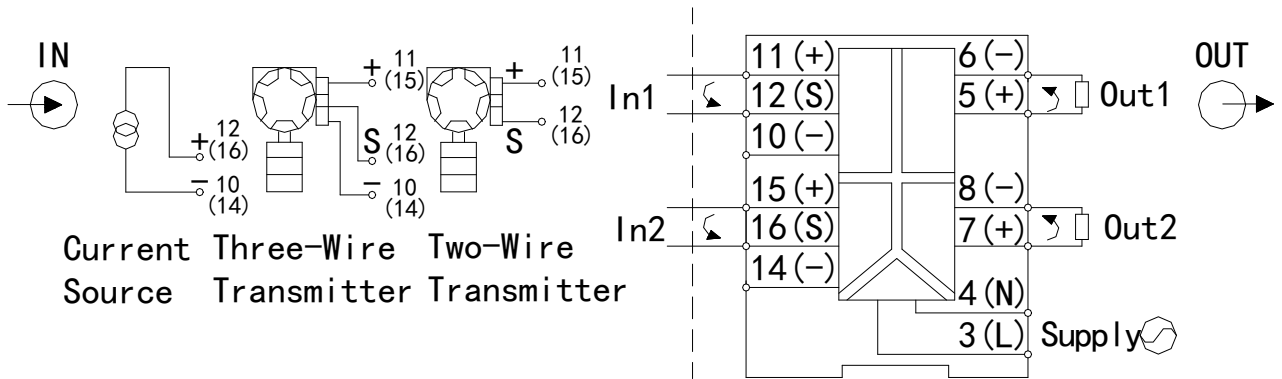 IN
+ 12
(16)
- 10
(14)
Current
Source
+ 11
(15)
S 12
(16)
- 10
(14)
Three-Wire
Transmitter
+ 11
(15)
S 12
(16)
Two-Wire
Transmitter
In1
11(+)
12(S)
10(-)
In2
15(+)
16(S)
14(-)
6(-)
5(+)
Out1
8(-)
7(+)
Out2
4(N)
3(L) Supply
OUT